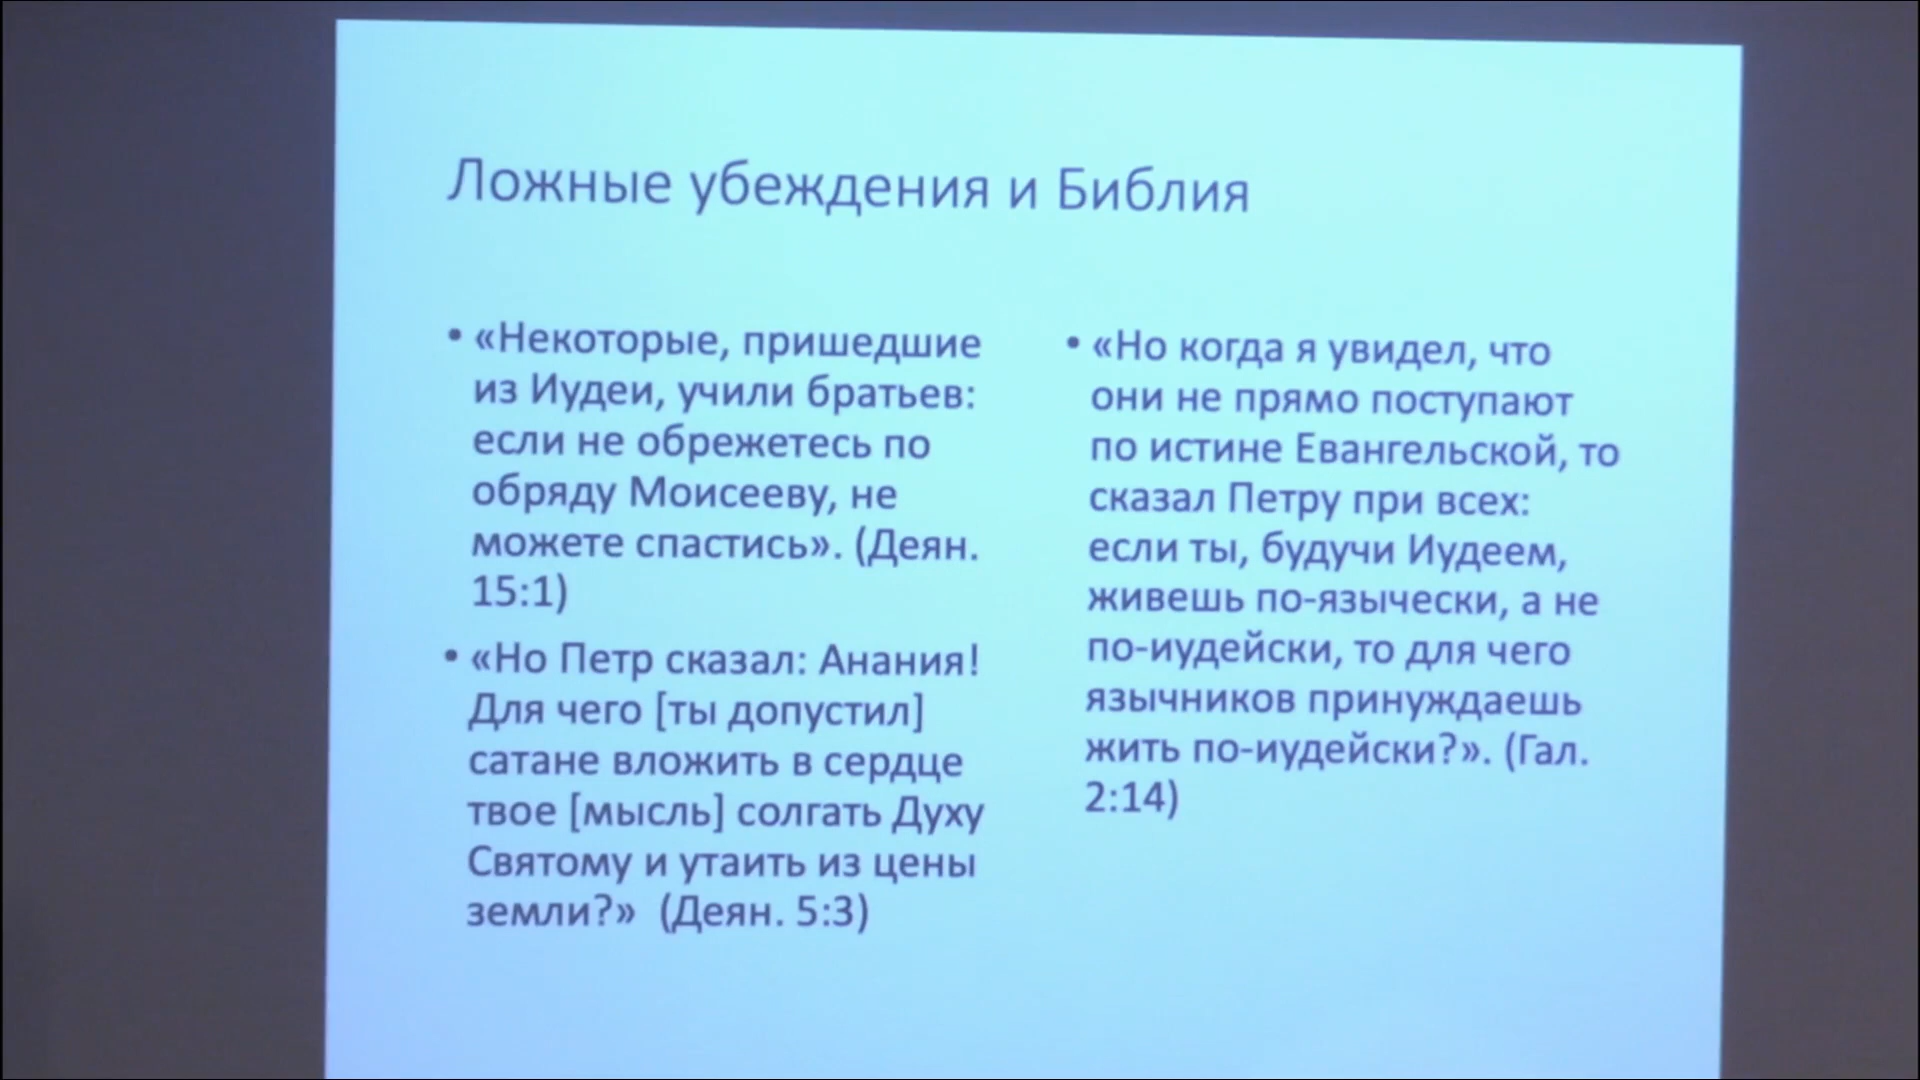 Ложные убеждения и Библия
• «Некоторые, пришедшие
из Иудеи, учили братьев:
если не обрежетесь по
обряду Моисееву, не
можете спастись». (Деян.
15:1)
• «Но Петр сказал: Анания!
Для чего [ты допустил]
сатане вложить в сердце
твое [мысль] солгать Духу
Святому и утаить из цены
земли?» (Деян. 5:3)
• «Но когда я увидел, что
они не прямо поступают
по истине Евангельской, то
сказал Петру при всех:
если ты, будучи Иудеем,
живешь по-язычески, а не
по-иудейски, то для чего
язычников принуждаешь
жить по-иудейски?». (Гал.
2:14)